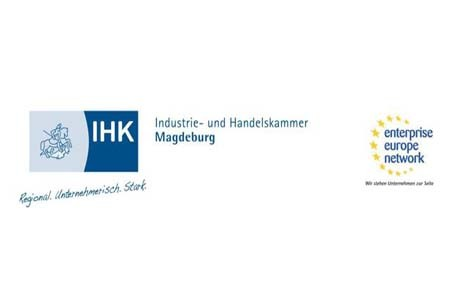 IHK
Industrie- und Handelskammer
Magdeburg
Regional. Unternehmerisch. Stark.
enterprise
europe
network
Wir stehen Unternehmen zur Seite